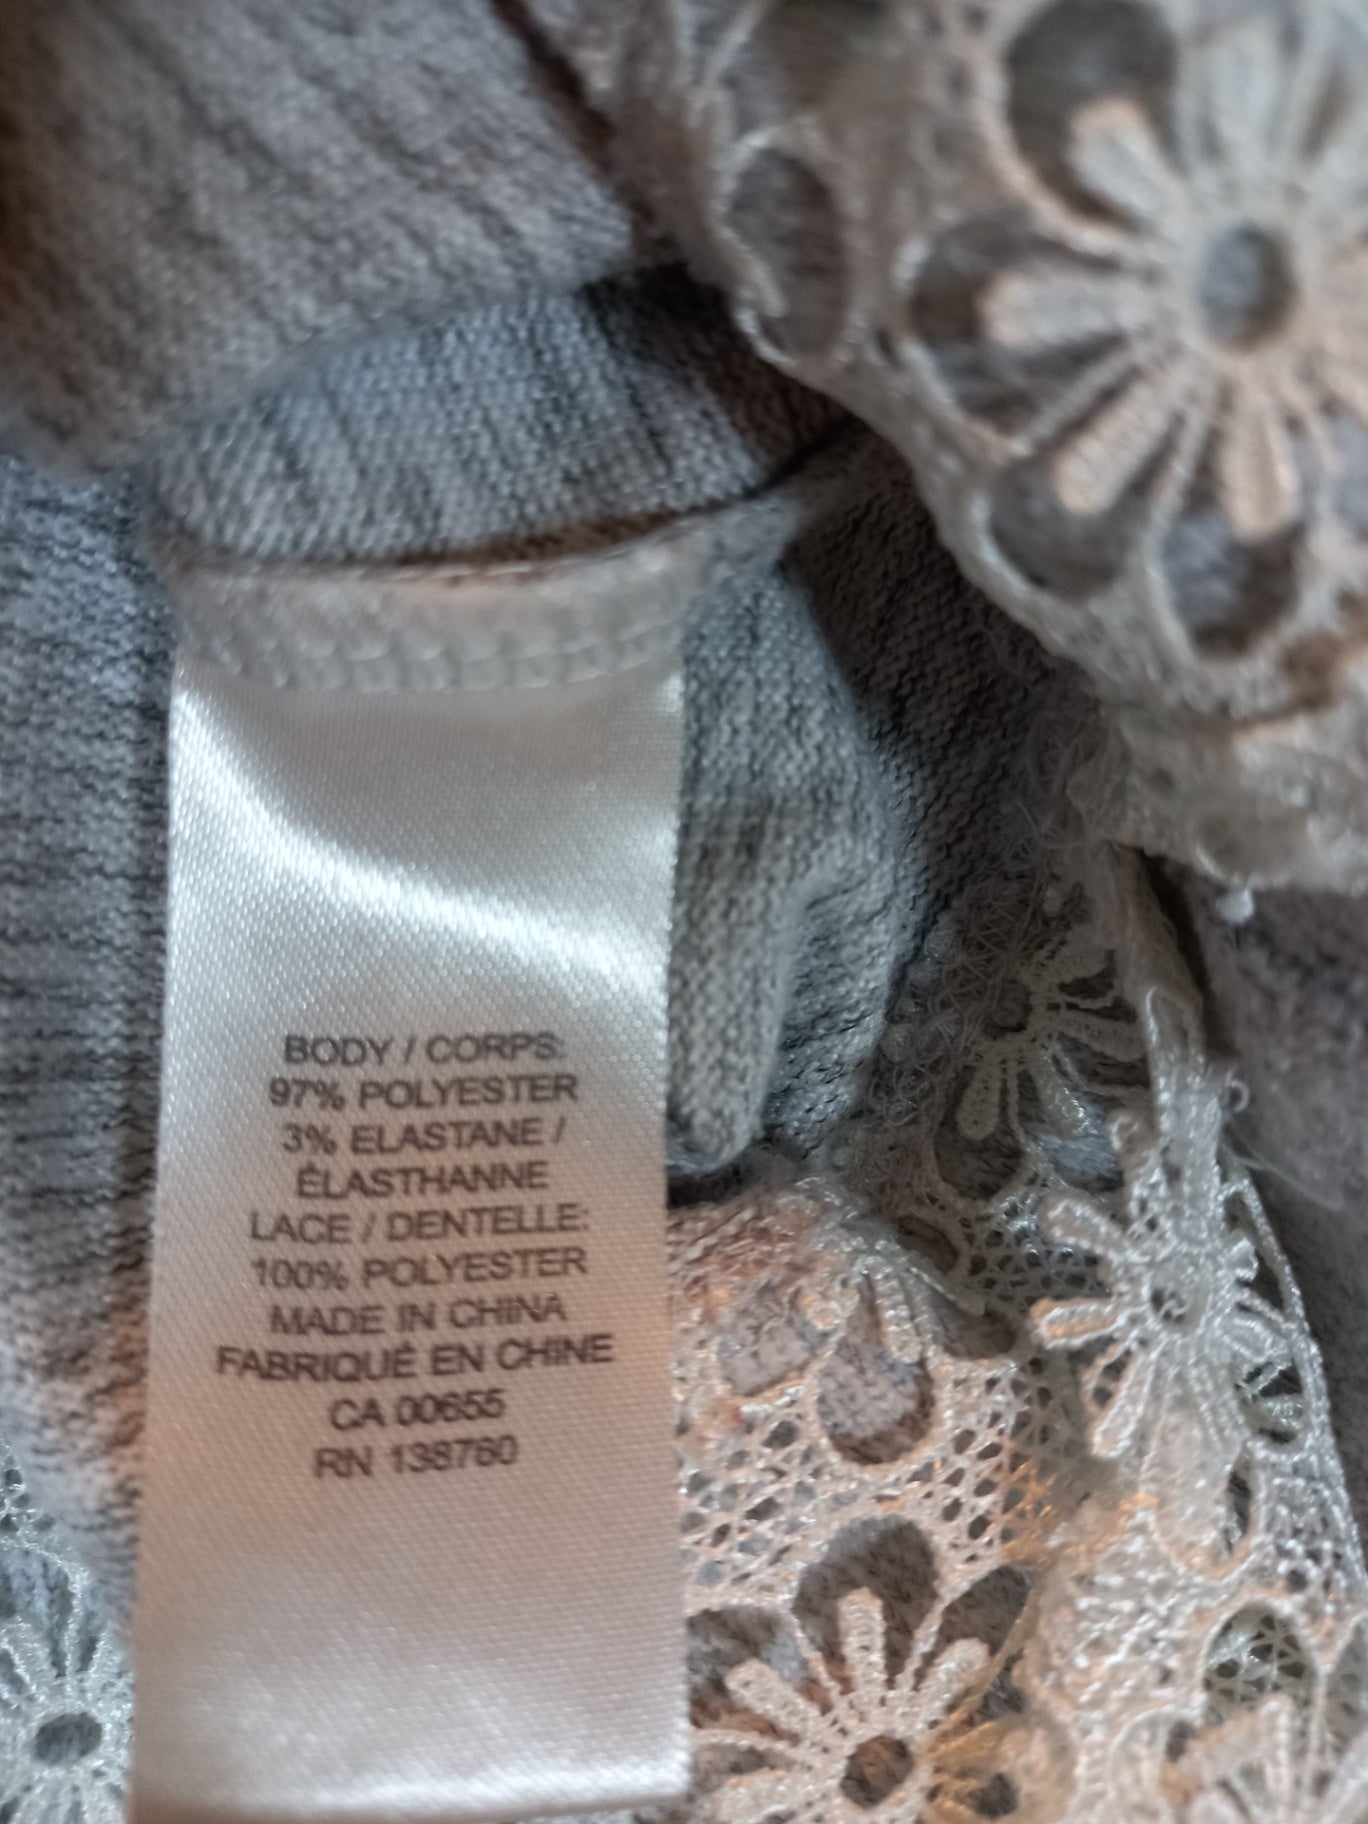 BODY / CORPS:
97% POLYESTER
3% ELASTANE /
ÉLASTHANNE
LACE / DENTELLE:
100% POLYESTER
MADE IN CHINA
FABRIQUÉ EN CHINE
CA 00655
RN 138760